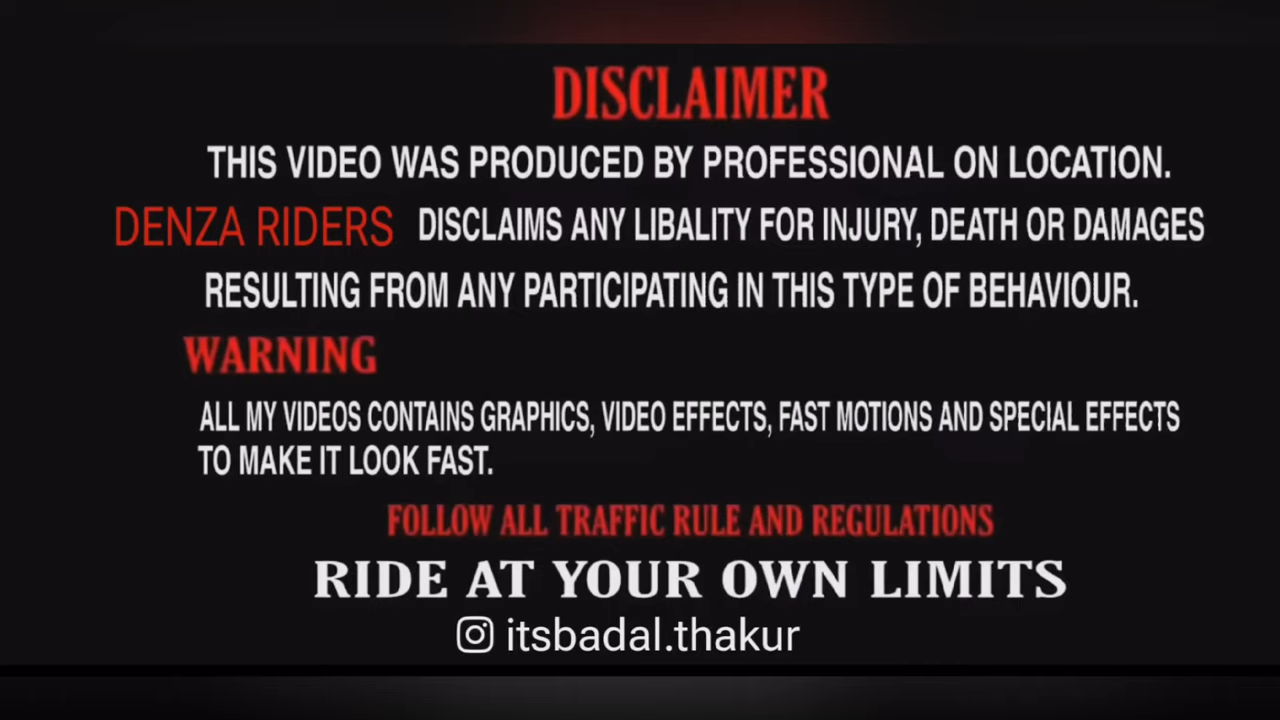 DISCLAIMER
THIS VIDEO WAS PRODUCED BY PROFESSIONAL ON LOCATION.
DENZA RIDERS DISCLAIMS ANY LIBALITY FOR INJURY, DEATH OR DAMAGES
RESULTING FROM ANY PARTICIPATING IN THIS TYPE OF BEHAVIOUR.
WARNING
ALL MY VIDEOS CONTAINS GRAPHICS, VIDEO EFFECTS, FAST MOTIONS AND SPECIAL EFFECTS
TO MAKE IT LOOK FAST.
FOLLOW ALL TRAFFIC RULE AND REGULATIONS
RIDE AT YOUR OWN LIMITS
itsbadal.thakur